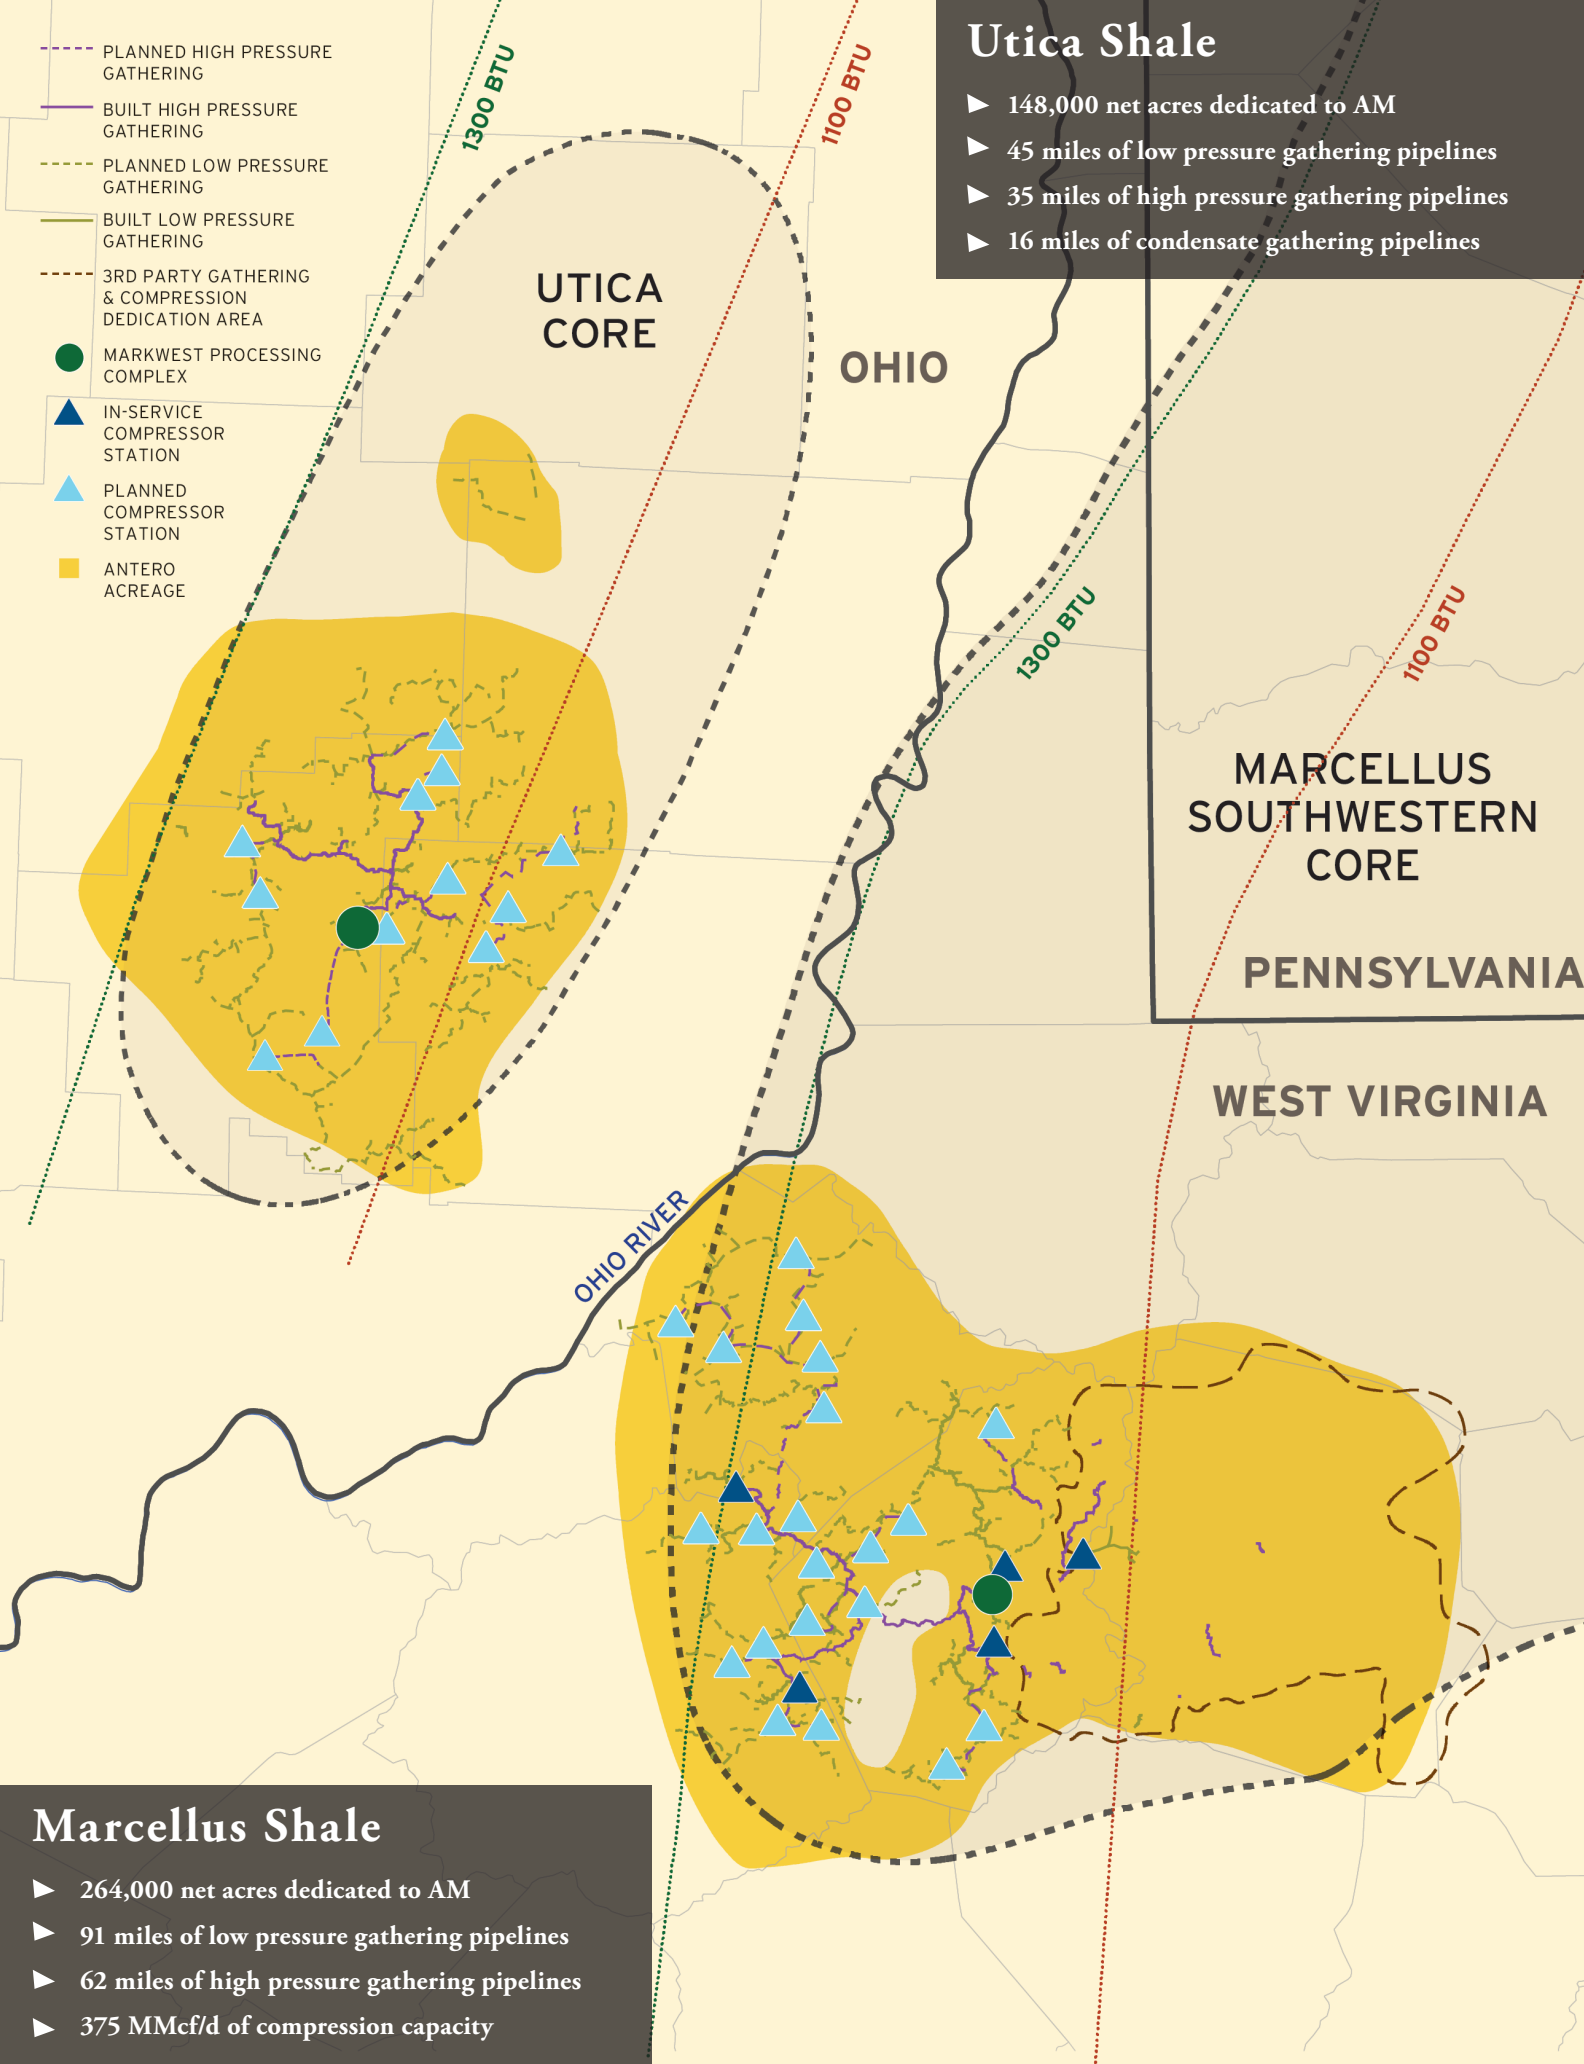 PLANNED HIGH PRESSURE
GATHERING
BUILT HIGH PRESSURE
GATHERING
PLANNED LOW PRESSURE
GATHERING
BUILT LOW PRESSURE
GATHERING
3RD PARTY GATHERING
& COMPRESSION
DEDICATION AREA
MARKWEST PROCESSING
COMPLEX
IN-SERVICE
COMPRESSOR
STATION
PLANNED
COMPRESSOR
STATION
ANTERO
ACREAGE
1300 BTU
1100 BTU
Utica Shale
148,000 net acres dedicated to AM
45 miles of low pressure gathering pipelines
35 miles of high pressure gathering pipelines
16 miles of condensate gathering pipelines
UTICA
CORE
OHIO
1300 BTU
1100 BTU
MARCELLUS
SOUTHWESTERN
CORE
PENNSYLVANIA
WEST VIRGINIA
OHIO RIVER
Marcellus Shale
264,000 net acres dedicated to AM
91 miles of low pressure gathering pipelines
62 miles of high pressure gathering pipelines
375 MMcf/d of compression capacity